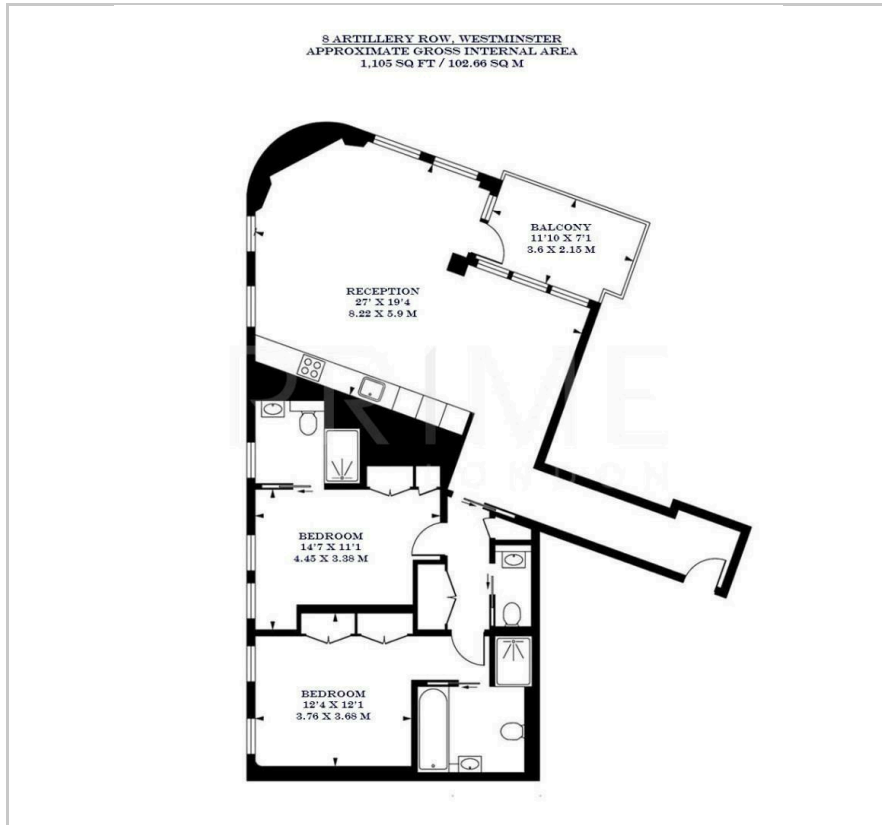 8 ARTILLERY ROW, WESTMINSTER
APPROXIMATE GROSS INTERNAL AREA
1,105 SQ FT / 102.66 SQ M
BALCONY
11'10 X 7'1
3.6 X 2.15 M
RECEPTION
27' X 19'4
8.22 X 5.9 M
PRIME
LONDON
BEDROOM
14'7 X 11'1
4.45 X 3.38 M
BEDROOM
12'4 X 12'1
3.76 X 3.68 M